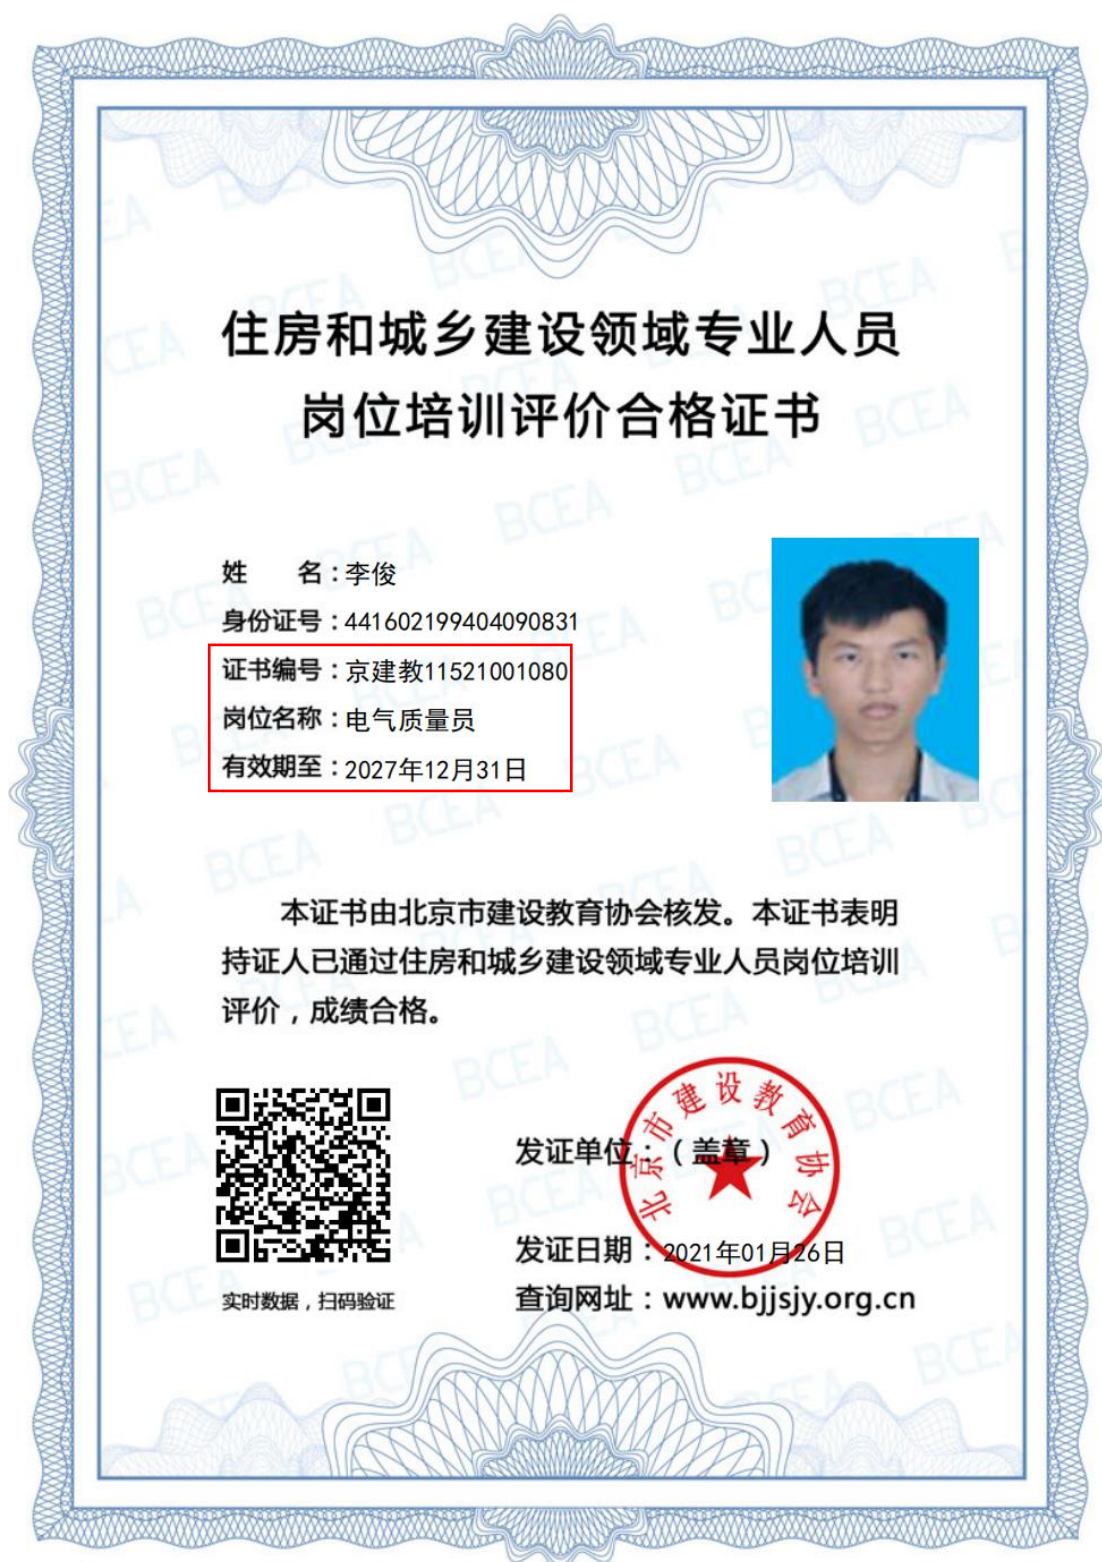 住房和城乡建设领域专业人员
岗位培训评价合格证书
姓 名：李俊
身份证号：441602199404090831
证书编号：京建教11521001080
岗位名称：电气质量员
有效期至：2027年12月31日
本证书由北京市建设教育协会核发。本证书表明
持证人已通过住房和城乡建设领域专业人员岗位培训
评价，成绩合格。
北京市建设教育协会
发证单位：（盖章）
发证日期：2021年01月26日
实时数据，扫码验证
查询网址：www.bjjsjy.org.cn
BCEA